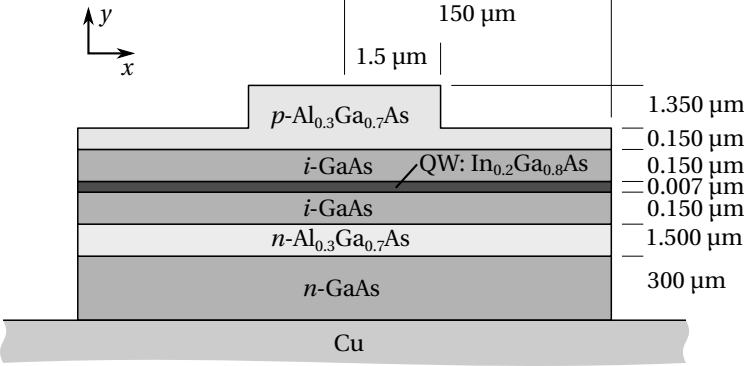 150 μm
y
1.5 μm
x
p-Al₀.₃Ga₀.₇As
1.350 μm
0.150 μm
i-GaAs
QW: In₀.₂Ga₀.₈As
0.150 μm
0.007 μm
i-GaAs
0.150 μm
n-Al₀.₃Ga₀.₇As
1.500 μm
n-GaAs
300 μm
Cu